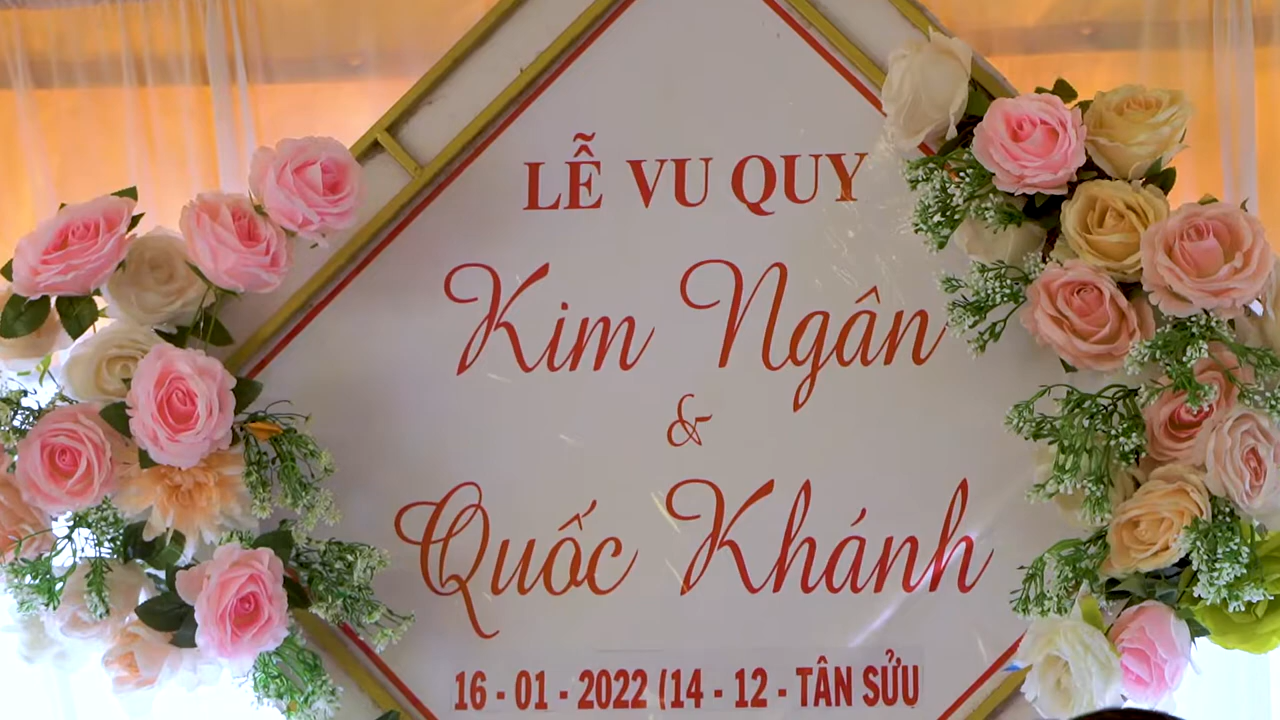 LỄ VU QUY
Kim Ngân
&
Quốc Khánh
16 - 01 - 2022 (14 - 12 - TÂN SỬU